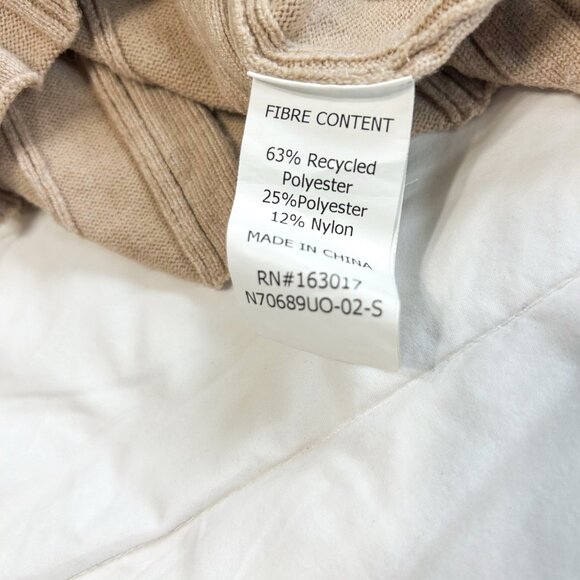 FIBRE CONTENT
63% Recycled
Polyester
25%Polyester
12% Nylon
MADE IN CHINA
RN#163017
N70689UO-02-S